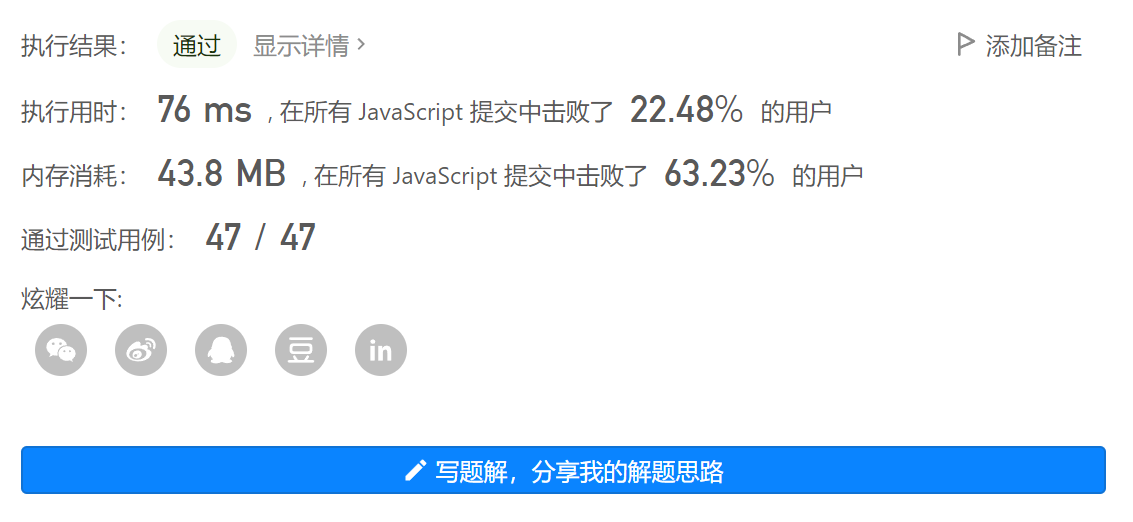 执行结果： 通过 显示详情 > 添加备注
执行用时： 76 ms , 在所有 JavaScript 提交中击败了 22.48% 的用户
内存消耗： 43.8 MB , 在所有 JavaScript 提交中击败了 63.23% 的用户
通过测试用例： 47 / 47
炫耀一下:
豆 in
写题解，分享我的解题思路